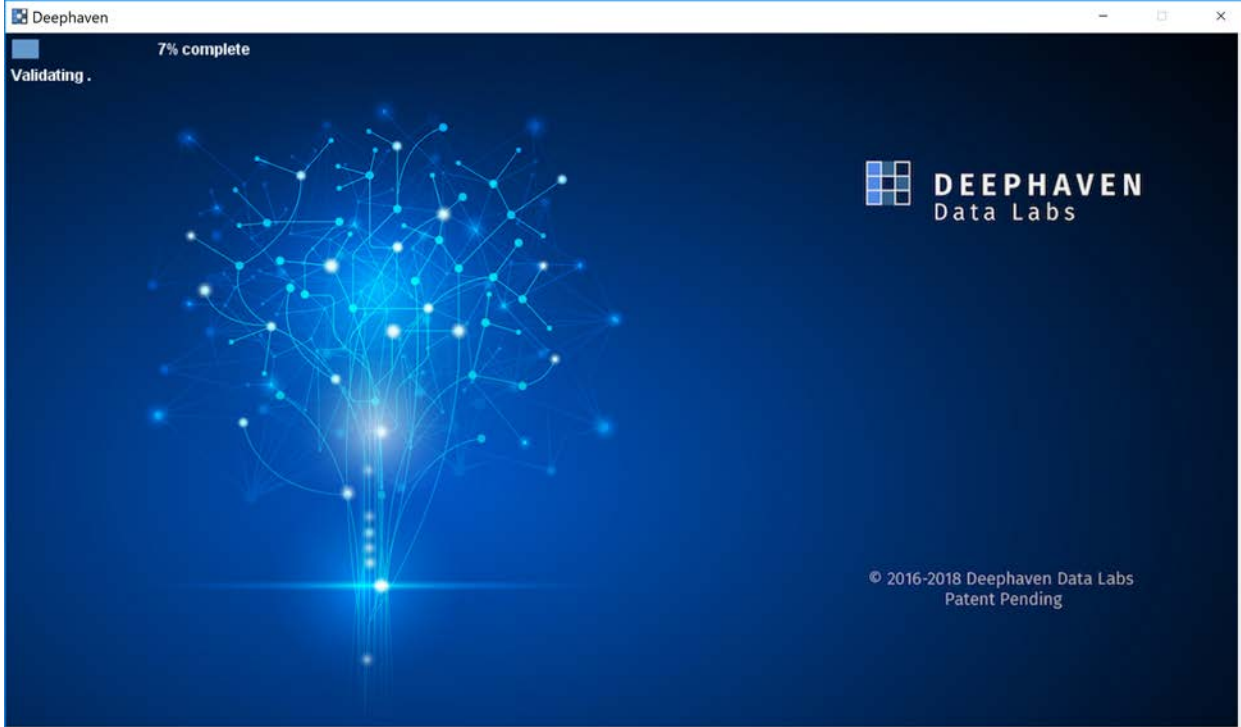 Deephaven
7% complete
Validating .
DEEPHAVEN
Data Labs
© 2016-2018 Deephaven Data Labs
Patent Pending